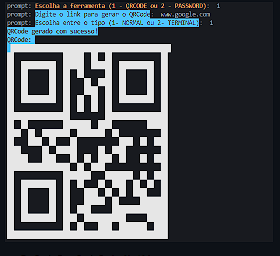 prompt: Escolha a ferramenta (1 - QRCODE ou 2 - PASSWORD): 1
prompt: Digite o link para gerar o QRCode: www.google.com
prompt: Escolha entre o tipo (1- NORMAL ou 2- TERMINAL): 1
QRCode gerado com sucesso!
QRCode: